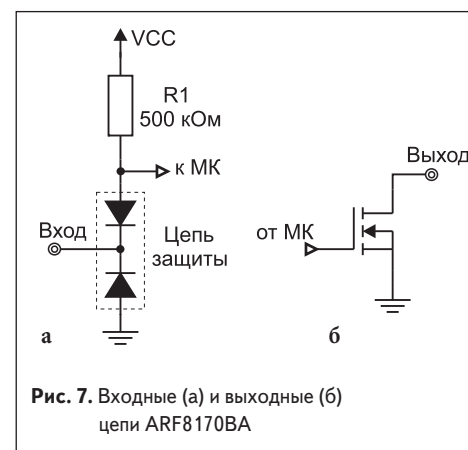 VCC
R1
500 кОм
к МК
Вход
Цепь
защиты
а
Выход
от МК
б
Рис. 7. Входные (а) и выходные (б)
цепи ARF8170BA